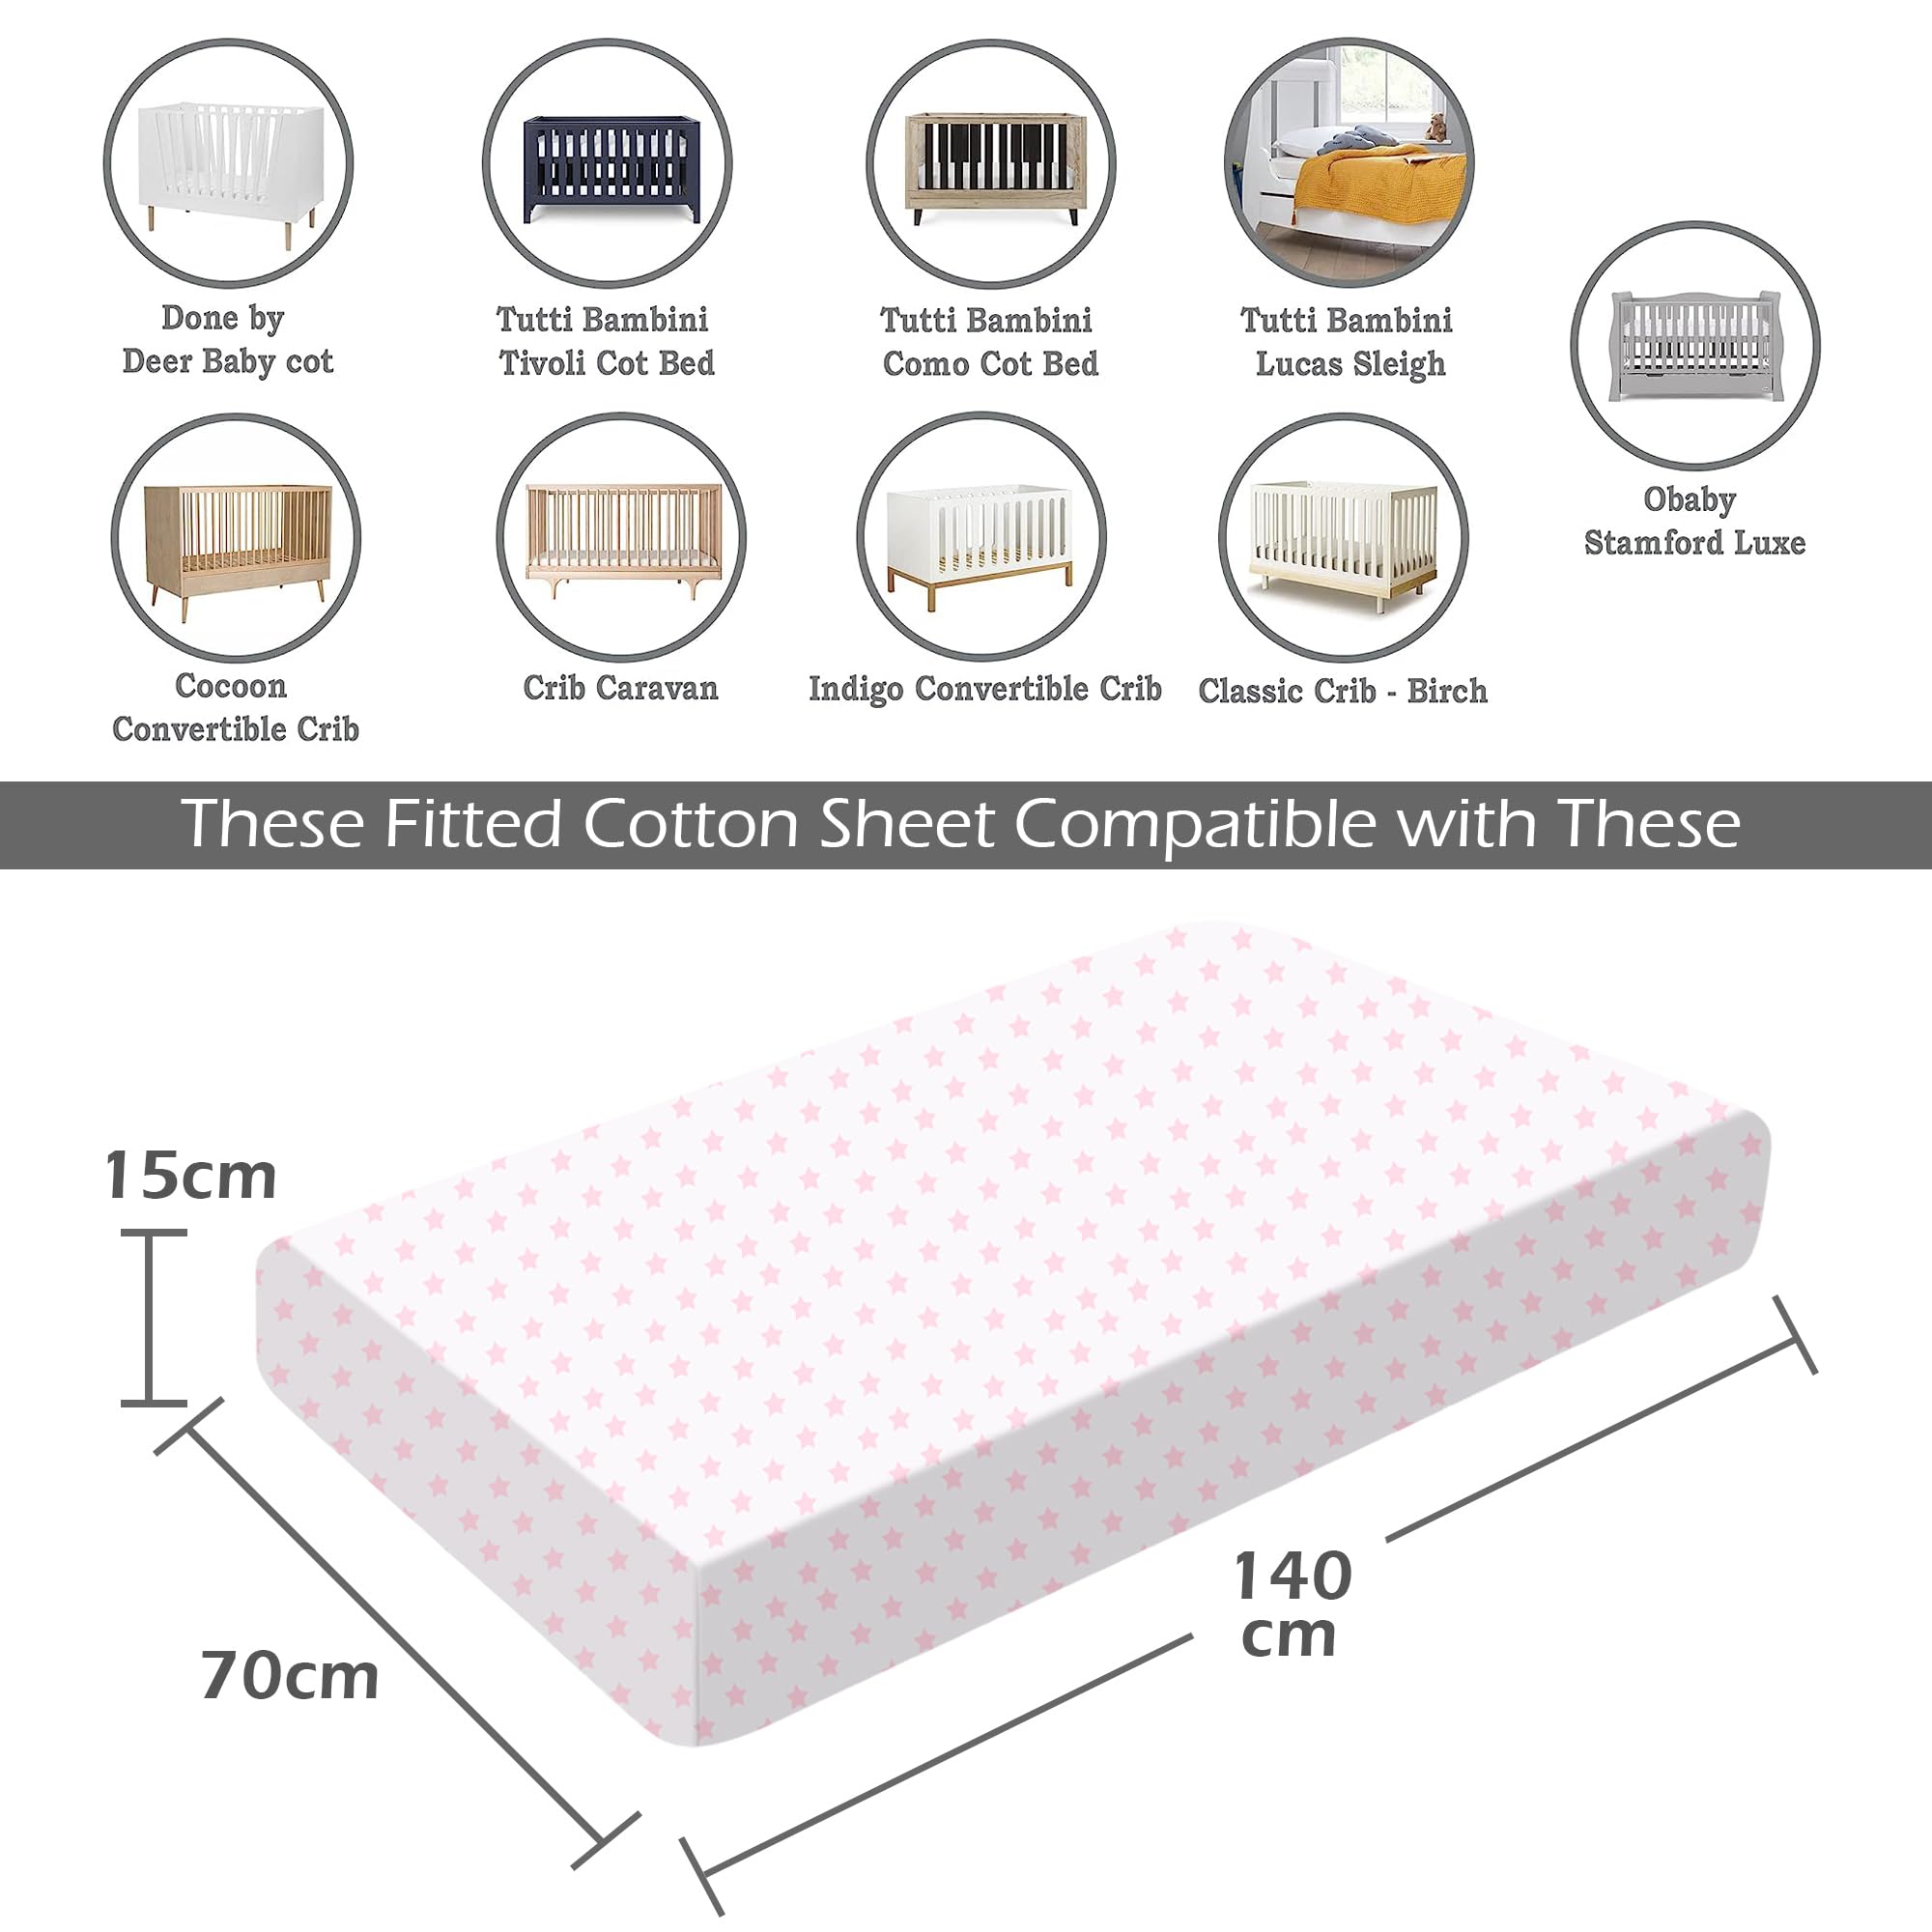 Done by
Deer Baby cot
Tutti Bambini
Tivoli Cot Bed
Tutti Bambini
Como Cot Bed
Tutti Bambini
Lucas Sleigh
Obaby
Stamford Luxe
Cocoon
Convertible Crib
Crib Caravan
Indigo Convertible Crib
Classic Crib - Birch
These Fitted Cotton Sheet Compatible with These
15cm
70cm
140
cm